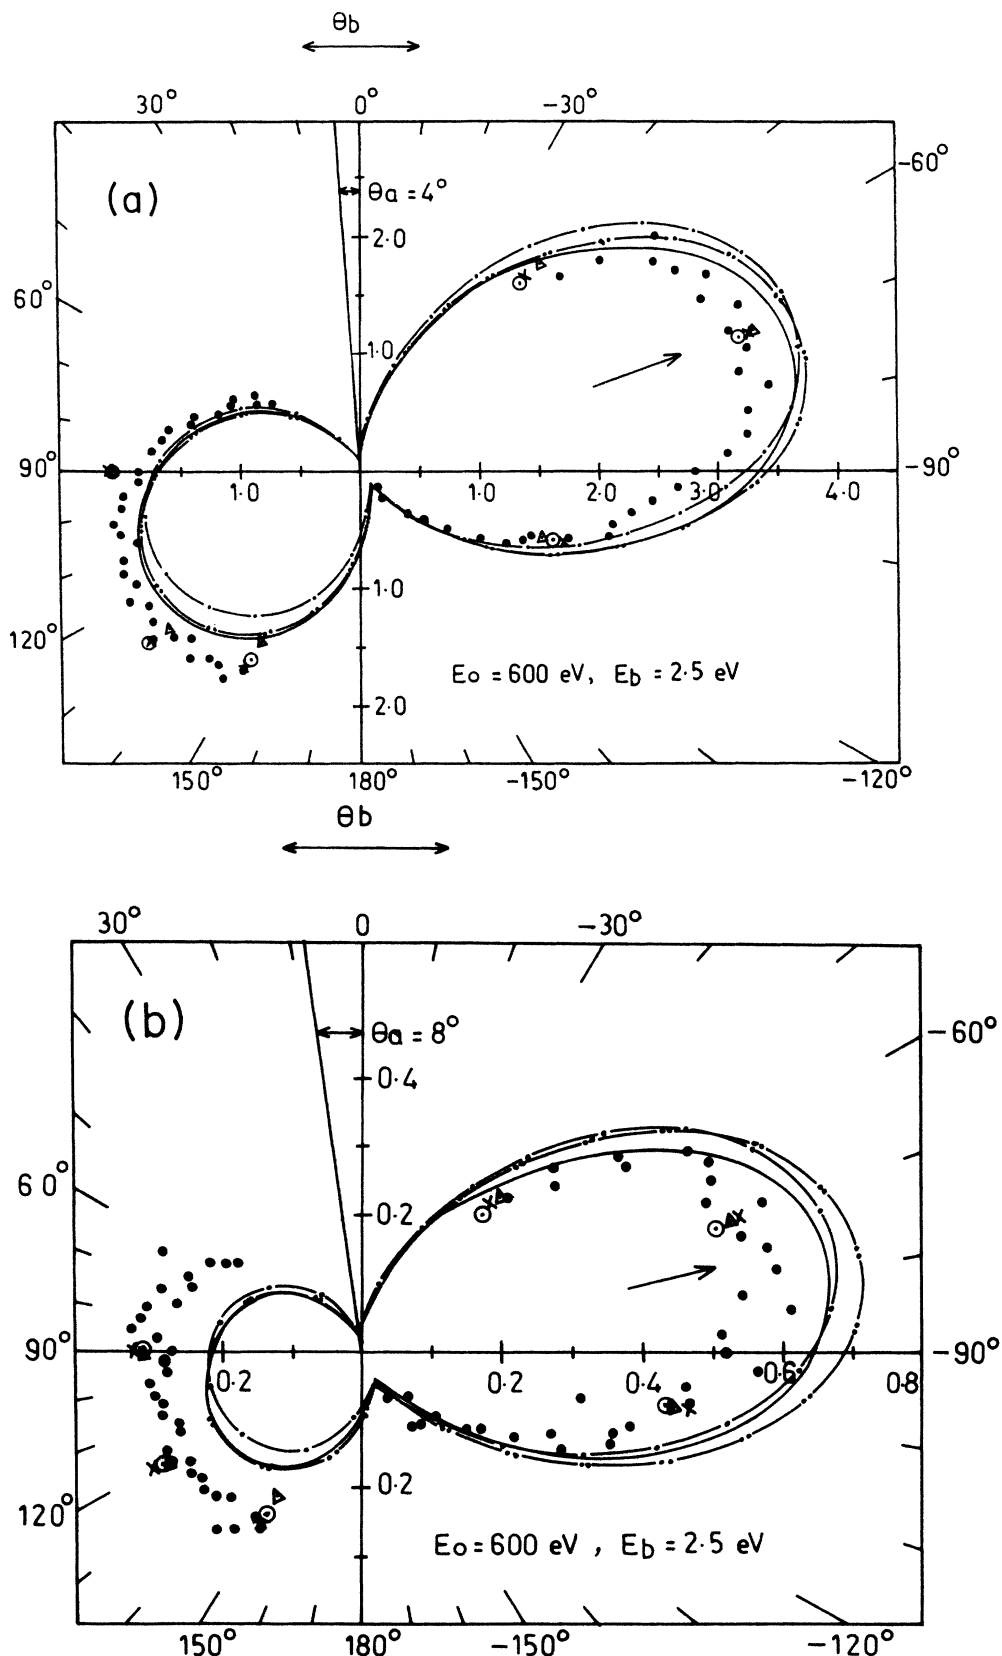 θb
30° 0° -30°
-60°
(a)
θa = 4°
2·0
60°
1·0
90° 1·0 1·0 2·0 3·0 4·0 -90°
1·0
120°
Eo = 600 eV, Eb = 2·5 eV
2·0
150° 180° -150° -120°
θb
30° 0 -30°
(b)
θa = 8°
-60°
0·4
60°
0·2
90° 0·2 0·2 0·4 0·6 0·8 -90°
0·2
120°
Eo = 600 eV , Eb = 2·5 eV
150° 180° -150° -120°